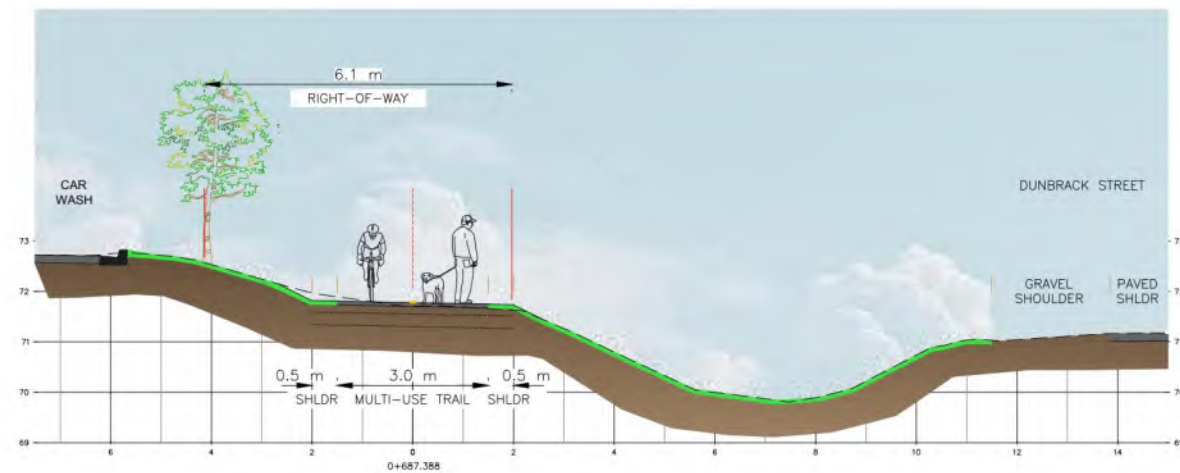 6.1 m
RIGHT-OF-WAY
CAR
WASH
DUNBRACK STREET
73
72
71
70
69
GRAVEL
SHOULDER
PAVED
SHLDR
0.5 m
3.0 m
0.5 m
SHLDR
MULTI-USE TRAIL
SHLDR
6
4
2
0
2
4
6
8
10
12
14
0+687.388